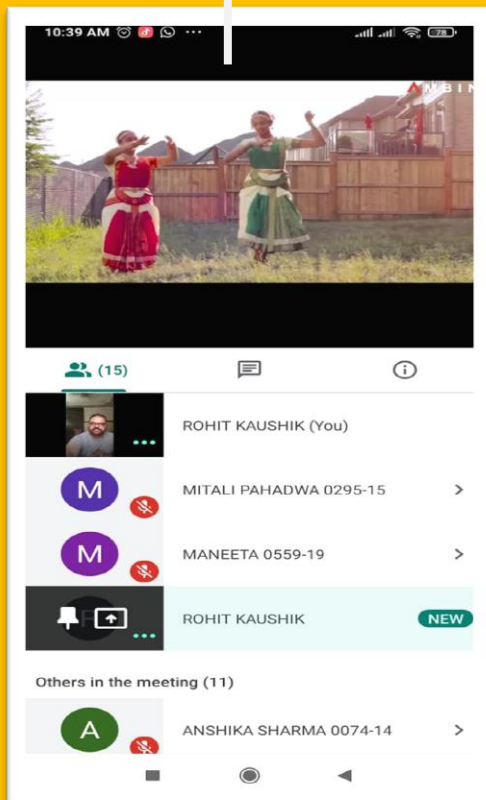 10:39 AM ... 78
AMBIN
(15)
ROHIT KAUSHIK (You)
M MITALI PAHADWA 0295-15
M MANEETA 0559-19
R ROHIT KAUSHIK NEW
Others in the meeting (11)
A ANSHIKA SHARMA 0074-14